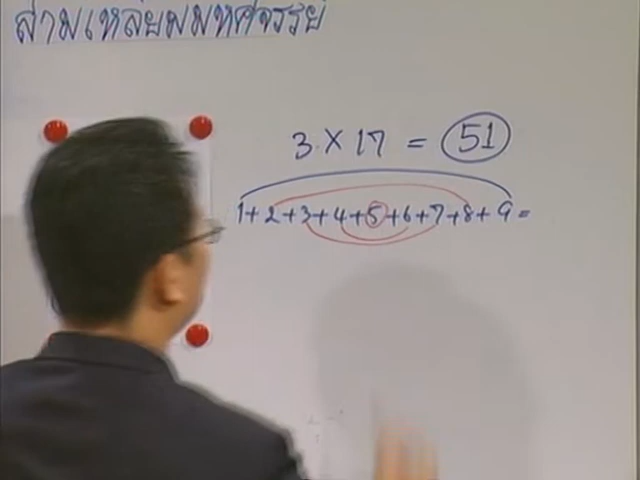 สามเหลี่ยมมหัศจรรย์
3 × 17 = 51
1+2+3+4+5+6+7+8+9=